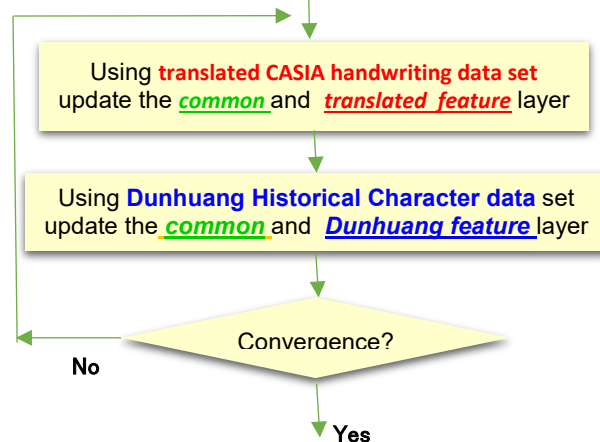 Using translated CASIA handwriting data set
update the common and translated feature layer
Using Dunhuang Historical Character data set
update the common and Dunhuang feature layer
Convergence?
No
Yes